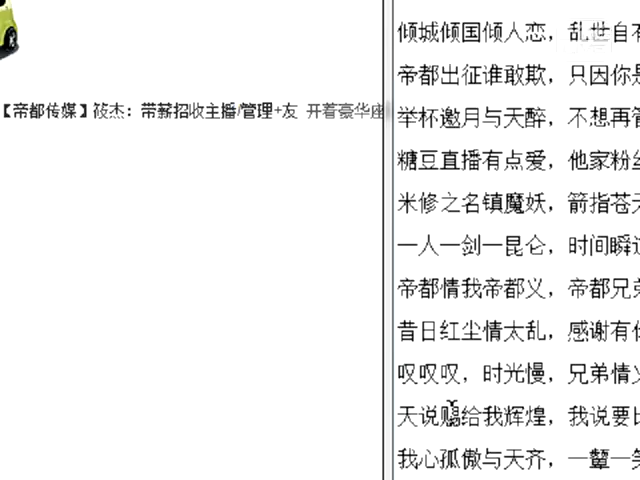 【帝都传媒】筱杰：带薪招收主播/管理+友 开着豪华座
倾城倾国倾人恋，乱世自有
帝都出征谁敢欺，只因你是
举杯邀月与天醉，不想再管
糖豆直播有点爱，他家粉丝
米修之名镇魔妖，箭指苍天
一人一剑一昆仑，时间瞬
帝都情我帝都义，帝都兄弟
昔日红尘情太乱，感谢有你
叹叹叹，时光慢，兄弟情义
天说赐给我辉煌，我说要比
我心孤傲与天齐，一颦一笑